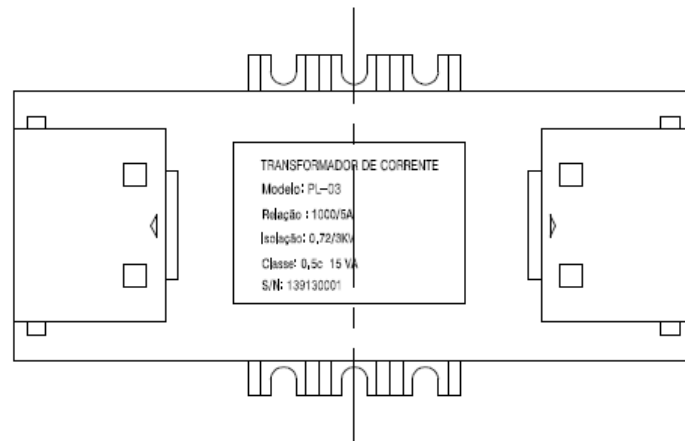 TRANSFORMADOR DE CORRENTE
Modelo: PL-03
Relação : 1000/5A
Isolação: 0,72/3KV
Classe: 0,5c 15 VA
S/N: 139130001